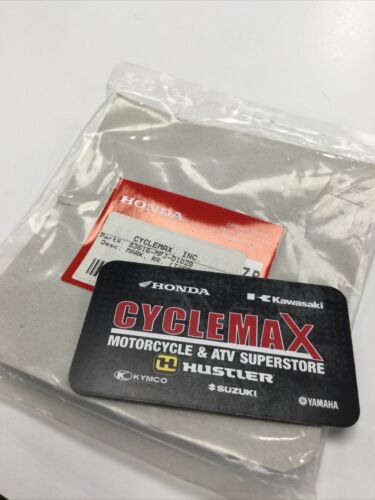 HONDA
CYCLEMAX, INC.
Part#: 83616-MFJ-D10ZB
Desc: MARK, RR.
HONDA
Kawasaki
CYCLEMAX
MOTORCYCLE & ATV SUPERSTORE
HUSTLER
KYMCO
SUZUKI
YAMAHA